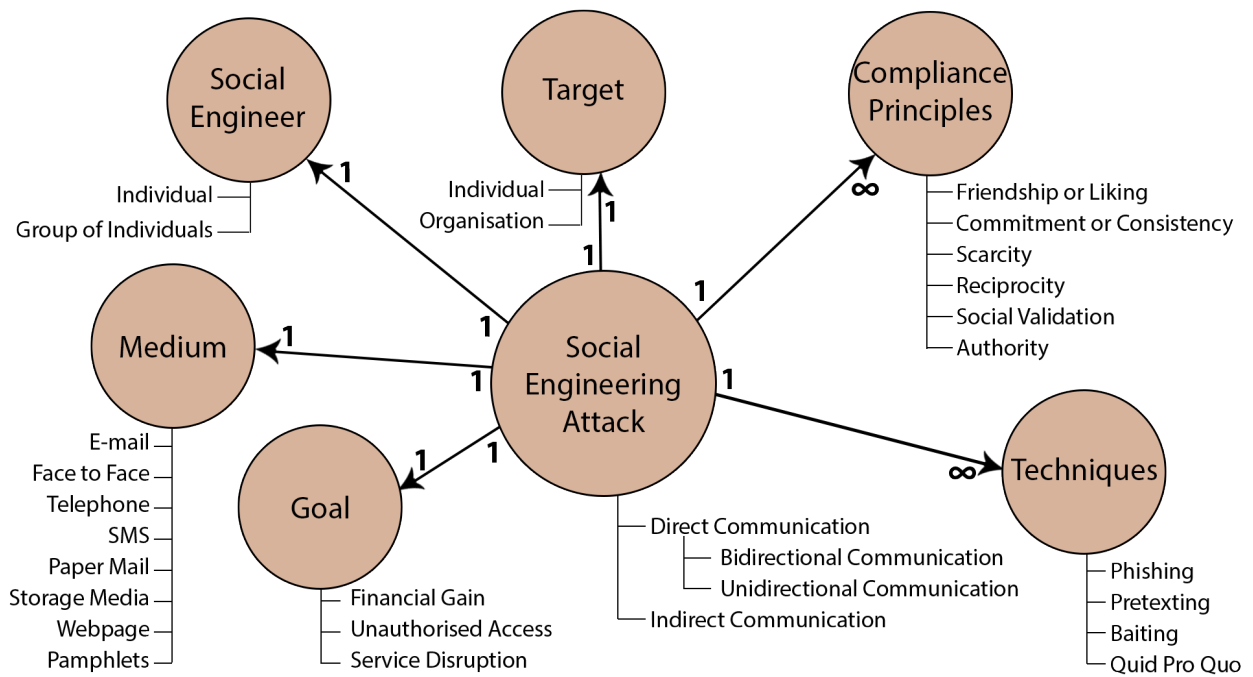 Social
Engineer
1
Individual
Group of Individuals
Target
Individual
Organisation
1
1
Compliance
Principles
∞
1
Friendship or Liking
Commitment or Consistency
Scarcity
Reciprocity
Social Validation
Authority
Medium
1
1
1
E-mail
Face to Face
Telephone
SMS
Paper Mail
Storage Media
Webpage
Pamphlets
Social
Engineering
Attack
Direct Communication
Bidirectional Communication
Unidirectional Communication
Indirect Communication
Goal
1
1
Financial Gain
Unauthorised Access
Service Disruption
1
∞
Techniques
Phishing
Pretexting
Baiting
Quid Pro Quo